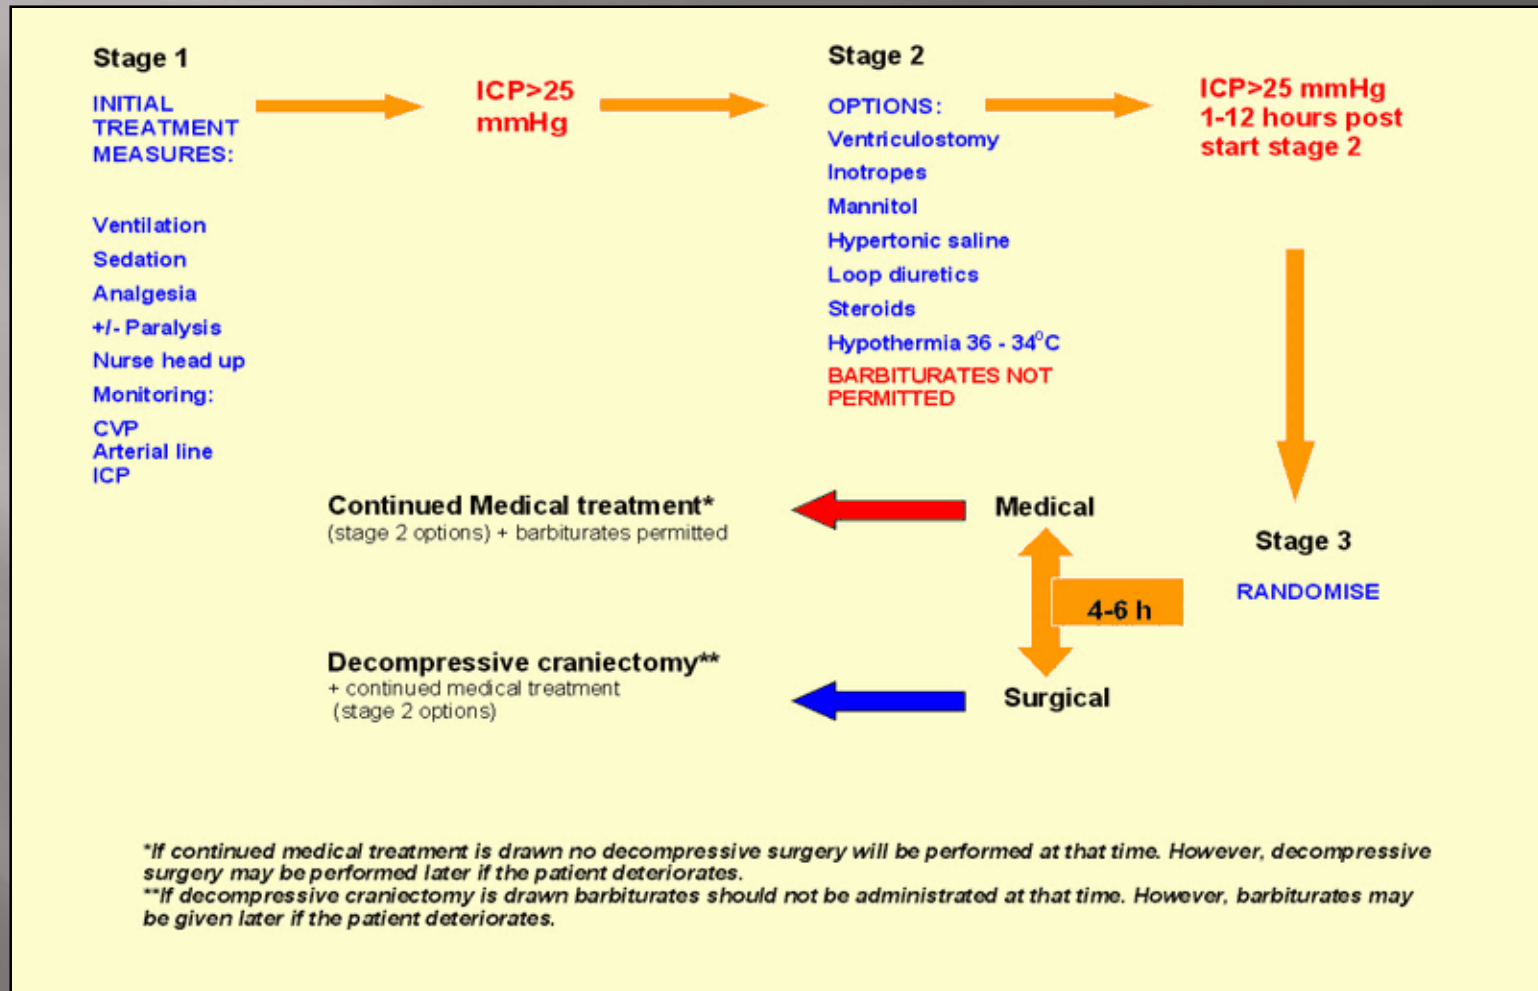 Stage 1
INITIAL
TREATMENT
MEASURES:
Ventilation
Sedation
Analgesia
+/- Paralysis
Nurse head up
Monitoring:
CVP
Arterial line
ICP
ICP>25
mmHg
Stage 2
OPTIONS:
Ventriculostomy
Inotropes
Mannitol
Hypertonic saline
Loop diuretics
Steroids
Hypothermia 36 - 34⁰C
BARBITURATES NOT
PERMITTED
ICP>25 mmHg
1-12 hours post
start stage 2
Stage 3
RANDOMISE
4-6 h
Medical
Continued Medical treatment*
(stage 2 options) + barbiturates permitted
Surgical
Decompressive craniectomy**
+ continued medical treatment
(stage 2 options)
*If continued medical treatment is drawn no decompressive surgery will be performed at that time. However, decompressive
surgery may be performed later if the patient deteriorates.
**If decompressive craniectomy is drawn barbiturates should not be administrated at that time. However, barbiturates may
be given later if the patient deteriorates.